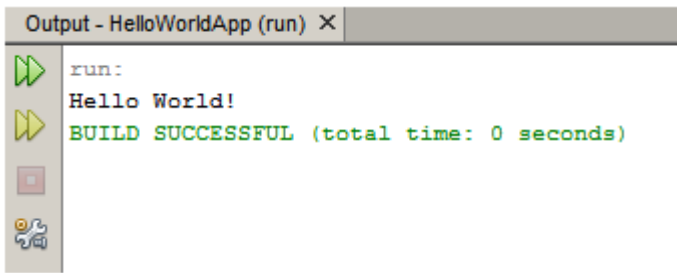 Output - HelloWorldApp (run)
run:
Hello World!
BUILD SUCCESSFUL (total time: 0 seconds)